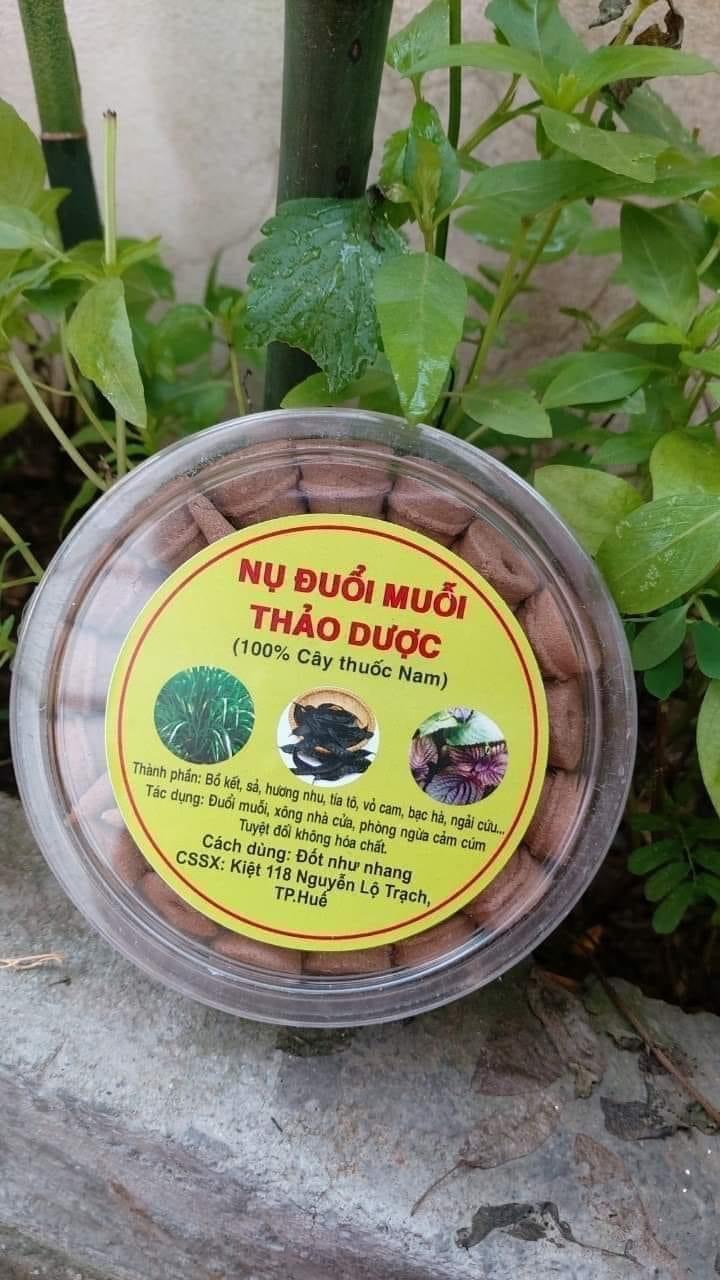 NỤ ĐUỔI MUỖI
THẢO DƯỢC
(100% Cây thuốc Nam)
Thành phần: Bồ kết, sả, hương nhu, tía tô, vỏ cam, bạc hà, ngải cứu...
Tác dụng: Đuổi muỗi, xông nhà cửa, phòng ngừa cảm cúm
Tuyệt đối không hóa chất.
Cách dùng: Đốt như nhang
CSSX: Kiệt 118 Nguyễn Lộ Trạch,
TP.Huế